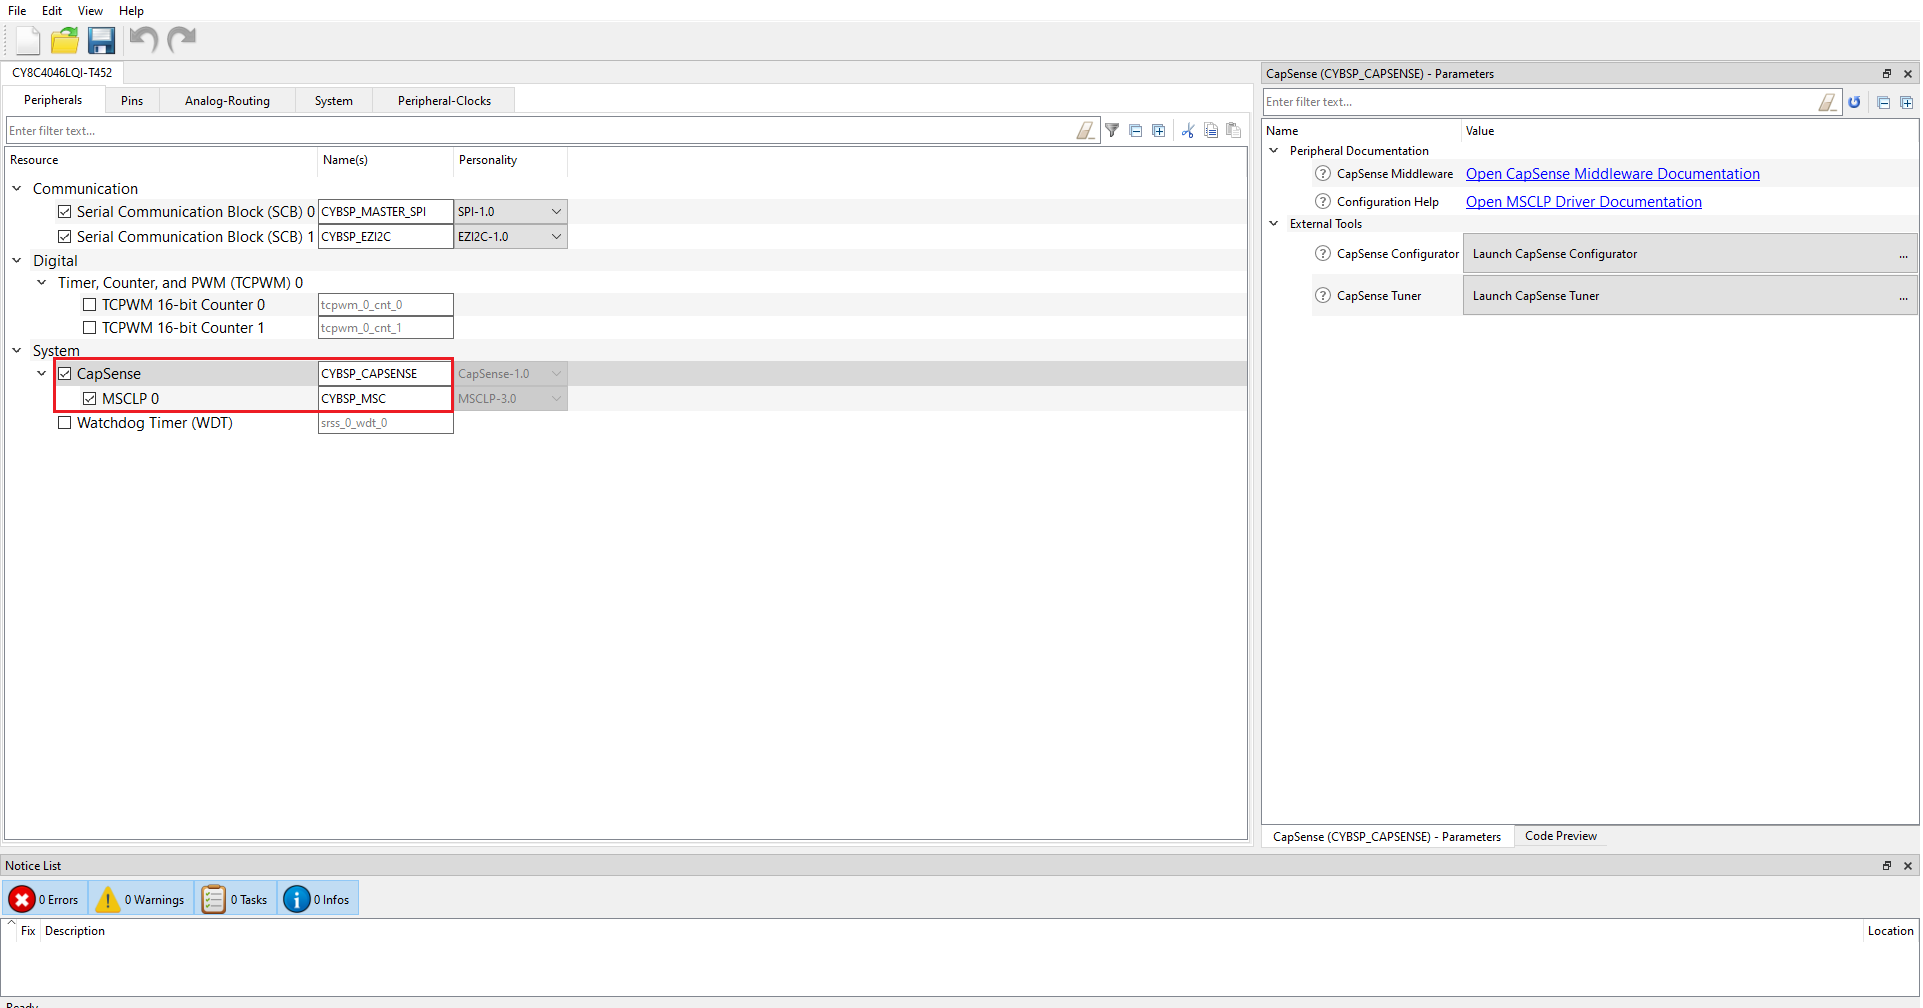 File Edit View Help
CY8C4046LQI-T452
Peripherals Pins Analog-Routing System Peripheral-Clocks
Enter filter text...
Resource Name(s) Personality
Communication
Serial Communication Block (SCB) 0 CYBSP_MASTER_SPI SPI-1.0
Serial Communication Block (SCB) 1 CYBSP_EZI2C EZI2C-1.0
Digital
Timer, Counter, and PWM (TCPWM) 0
TCPWM 16-bit Counter 0 tcpwm_0_cnt_0
TCPWM 16-bit Counter 1 tcpwm_0_cnt_1
System
CapSense CYBSP_CAPSENSE CapSense-1.0
MSCLP 0 CYBSP_MSC MSCLP-3.0
Watchdog Timer (WDT) srss_0_wdt_0
CapSense (CYBSP_CAPSENSE) - Parameters
Enter filter text...
Name Value
Peripheral Documentation
CapSense Middleware Open CapSense Middleware Documentation
Configuration Help Open MSCLP Driver Documentation
External Tools
CapSense Configurator Launch CapSense Configurator ...
CapSense Tuner Launch CapSense Tuner ...
CapSense (CYBSP_CAPSENSE) - Parameters Code Preview
Notice List
0 Errors 0 Warnings 0 Tasks 0 Infos
Fix Description Location
Ready